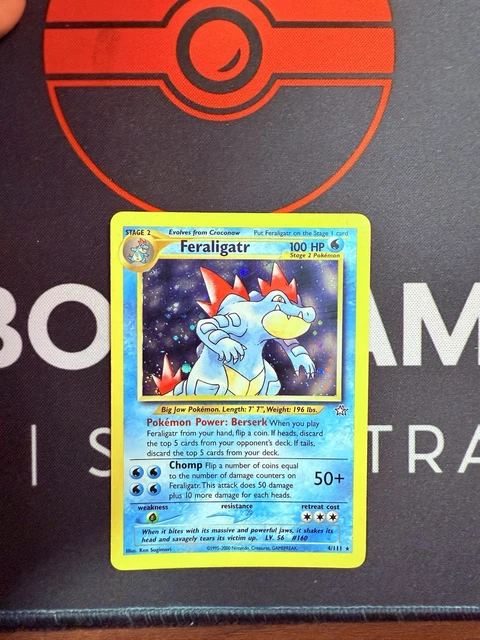 STAGE 2 Evolves from Croconaw Put Feraligatr on the Stage 1 card
Feraligatr 100 HP
Stage 2 Pokémon
BO AM
| S TRA
Big Jaw Pokémon. Length: 7' 7", Weight: 196 lbs.
Pokémon Power: Berserk When you play
Feraligatr from your hand, flip a coin. If heads, discard
the top 5 cards from your opponent's deck. If tails,
discard the top 5 cards from your deck.
Chomp Flip a number of coins equal
to the number of damage counters on
Feraligatr. This attack does 50 damage
plus 10 more damage for each heads.
50+
weakness resistance retreat cost
When it bites with its massive and powerful jaws, it shakes its
head and savagely tears its victim up. LV. 56 #160
Illus. Ken Sugimori ©1995-2000 Nintendo, Creatures, GAMEFREAK. 4/111 ★